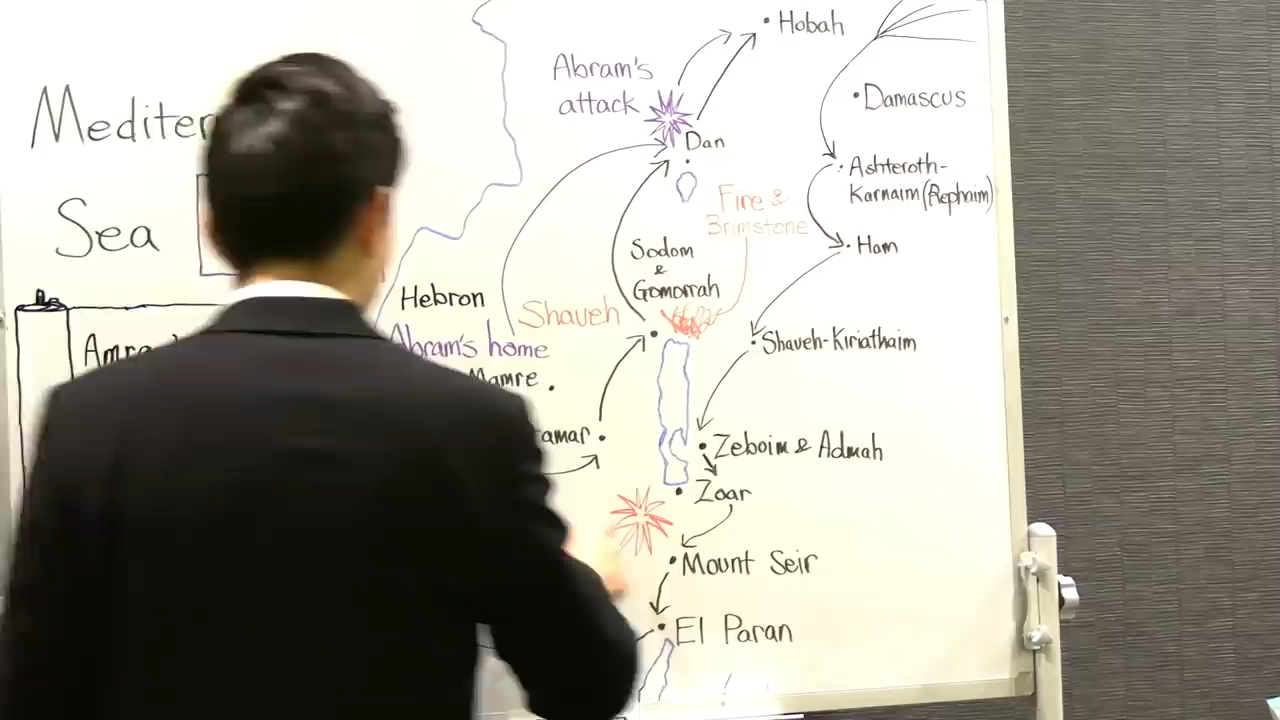 Hobah
Abram's
attack
Damascus
Mediter
Dan
Ashteroth-
Karnaim (Rephaim)
Sea
Fire &
Brimstone
Ham
Sodom
&
Gomorrah
Hebron
Shaveh
Abram's home
Shaveh-Kiriathaim
Mamre
amar
Zeboim & Admah
Zoar
Mount Seir
El Paran